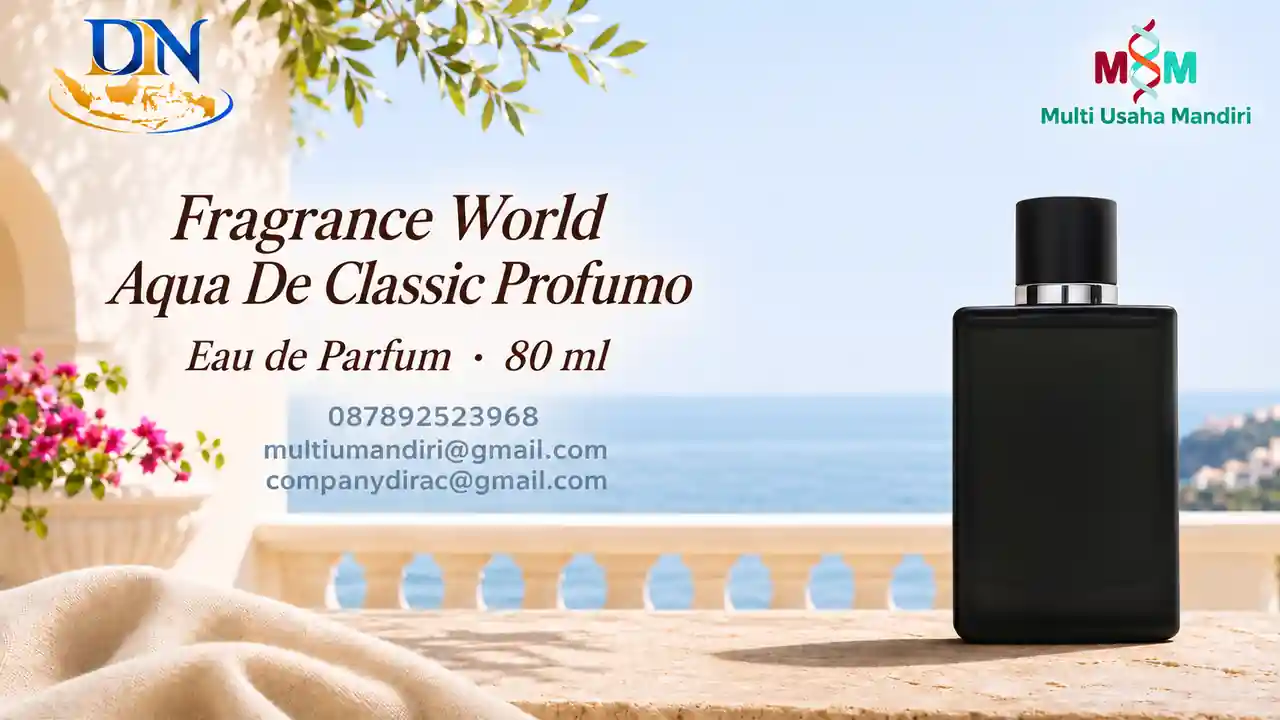 DN
M M
Multi Usaha Mandiri
Fragrance World
Aqua De Classic Profumo
Eau de Parfum · 80 ml
087892523968
multiumandiri@gmail.com
companydirac@gmail.com